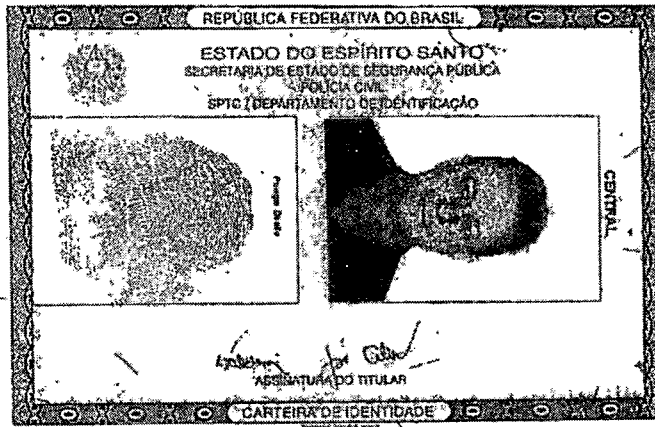 REPÚBLICA FEDERATIVA DO BRASIL
ESTADO DO ESPÍRITO SANTO
SECRETARIA DE ESTADO DE SEGURANÇA PÚBLICA
POLÍCIA CIVIL
SPTC / DEPARTAMENTO DE IDENTIFICAÇÃO
Polegar Direito
CENTRAL
ASSINATURA DO TITULAR
CARTEIRA DE IDENTIDADE